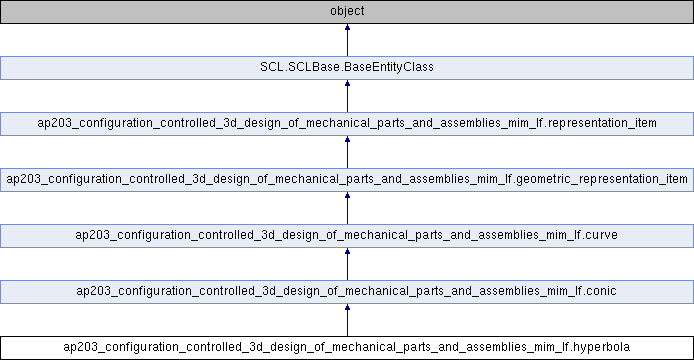 object
SCL.SCLBase.BaseEntityClass
ap203_configuration_controlled_3d_design_of_mechanical_parts_and_assemblies_mim_lf.representation_item
ap203_configuration_controlled_3d_design_of_mechanical_parts_and_assemblies_mim_lf.geometric_representation_item
ap203_configuration_controlled_3d_design_of_mechanical_parts_and_assemblies_mim_lf.curve
ap203_configuration_controlled_3d_design_of_mechanical_parts_and_assemblies_mim_lf.conic
ap203_configuration_controlled_3d_design_of_mechanical_parts_and_assemblies_mim_lf.hyperbola